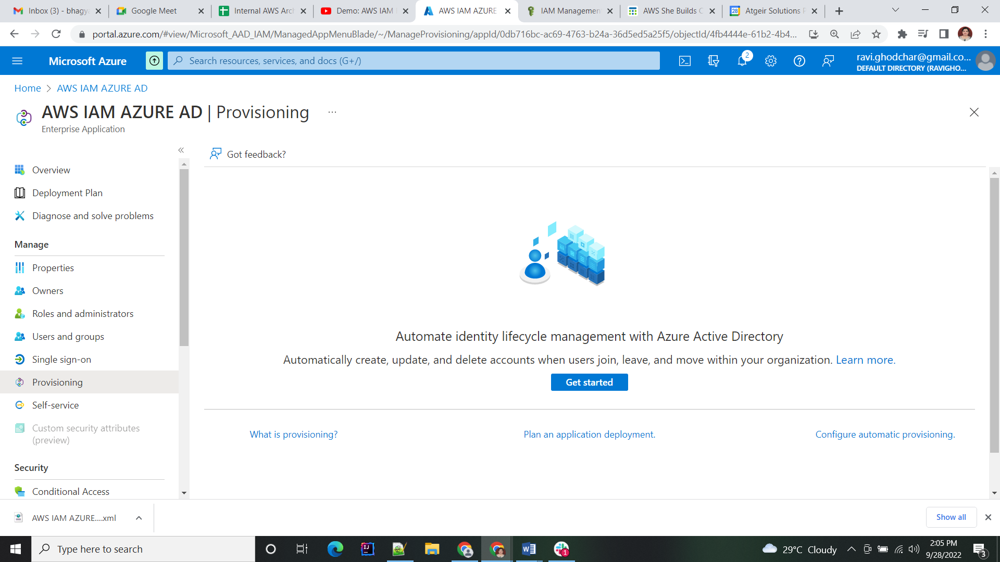 Inbox (3) - bhagya
Google Meet
Internal AWS Arch
Demo: AWS IAM
AWS IAM AZURE
IAM Management
AWS She Builds C
28
Atgeir Solutions P
portal.azure.com/#view/Microsoft_AAD_IAM/ManagedAppMenuBlade/~/ManageProvisioning/appId/0db716bc-ac69-4763-b24a-36d5ed5a25f5/objectId/4fb4444e-61b2-4b4...
Microsoft Azure
Search resources, services, and docs (G+/)
2
ravi.ghodchar@gmail.co...
DEFAULT DIRECTORY (RAVIGHO...
Home > AWS IAM AZURE AD
AWS IAM AZURE AD | Provisioning ...
Enterprise Application
Got feedback?
Overview
Deployment Plan
Diagnose and solve problems
Manage
Properties
Owners
Roles and administrators
Users and groups
Single sign-on
Provisioning
Self-service
Custom security attributes
(preview)
Security
Conditional Access
Automate identity lifecycle management with Azure Active Directory
Automatically create, update, and delete accounts when users join, leave, and move within your organization. Learn more.
Get started
What is provisioning?
Plan an application deployment.
Configure automatic provisioning.
AWS IAM AZURE....xml
Show all
Type here to search
1
29°C Cloudy
2:05 PM
9/28/2022
3